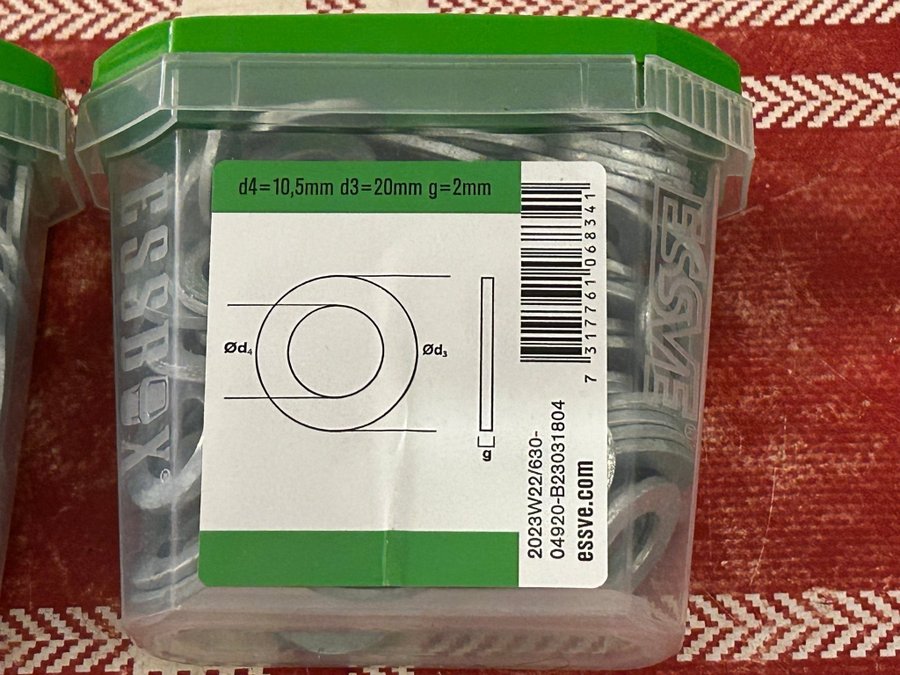 d4=10,5mm d3=20mm g=2mm
Ød₄
Ød₃
g
7 317761 068341
2023W22/630-
04920-B23031804
essve.com
ESSBOX®
ESSVE®